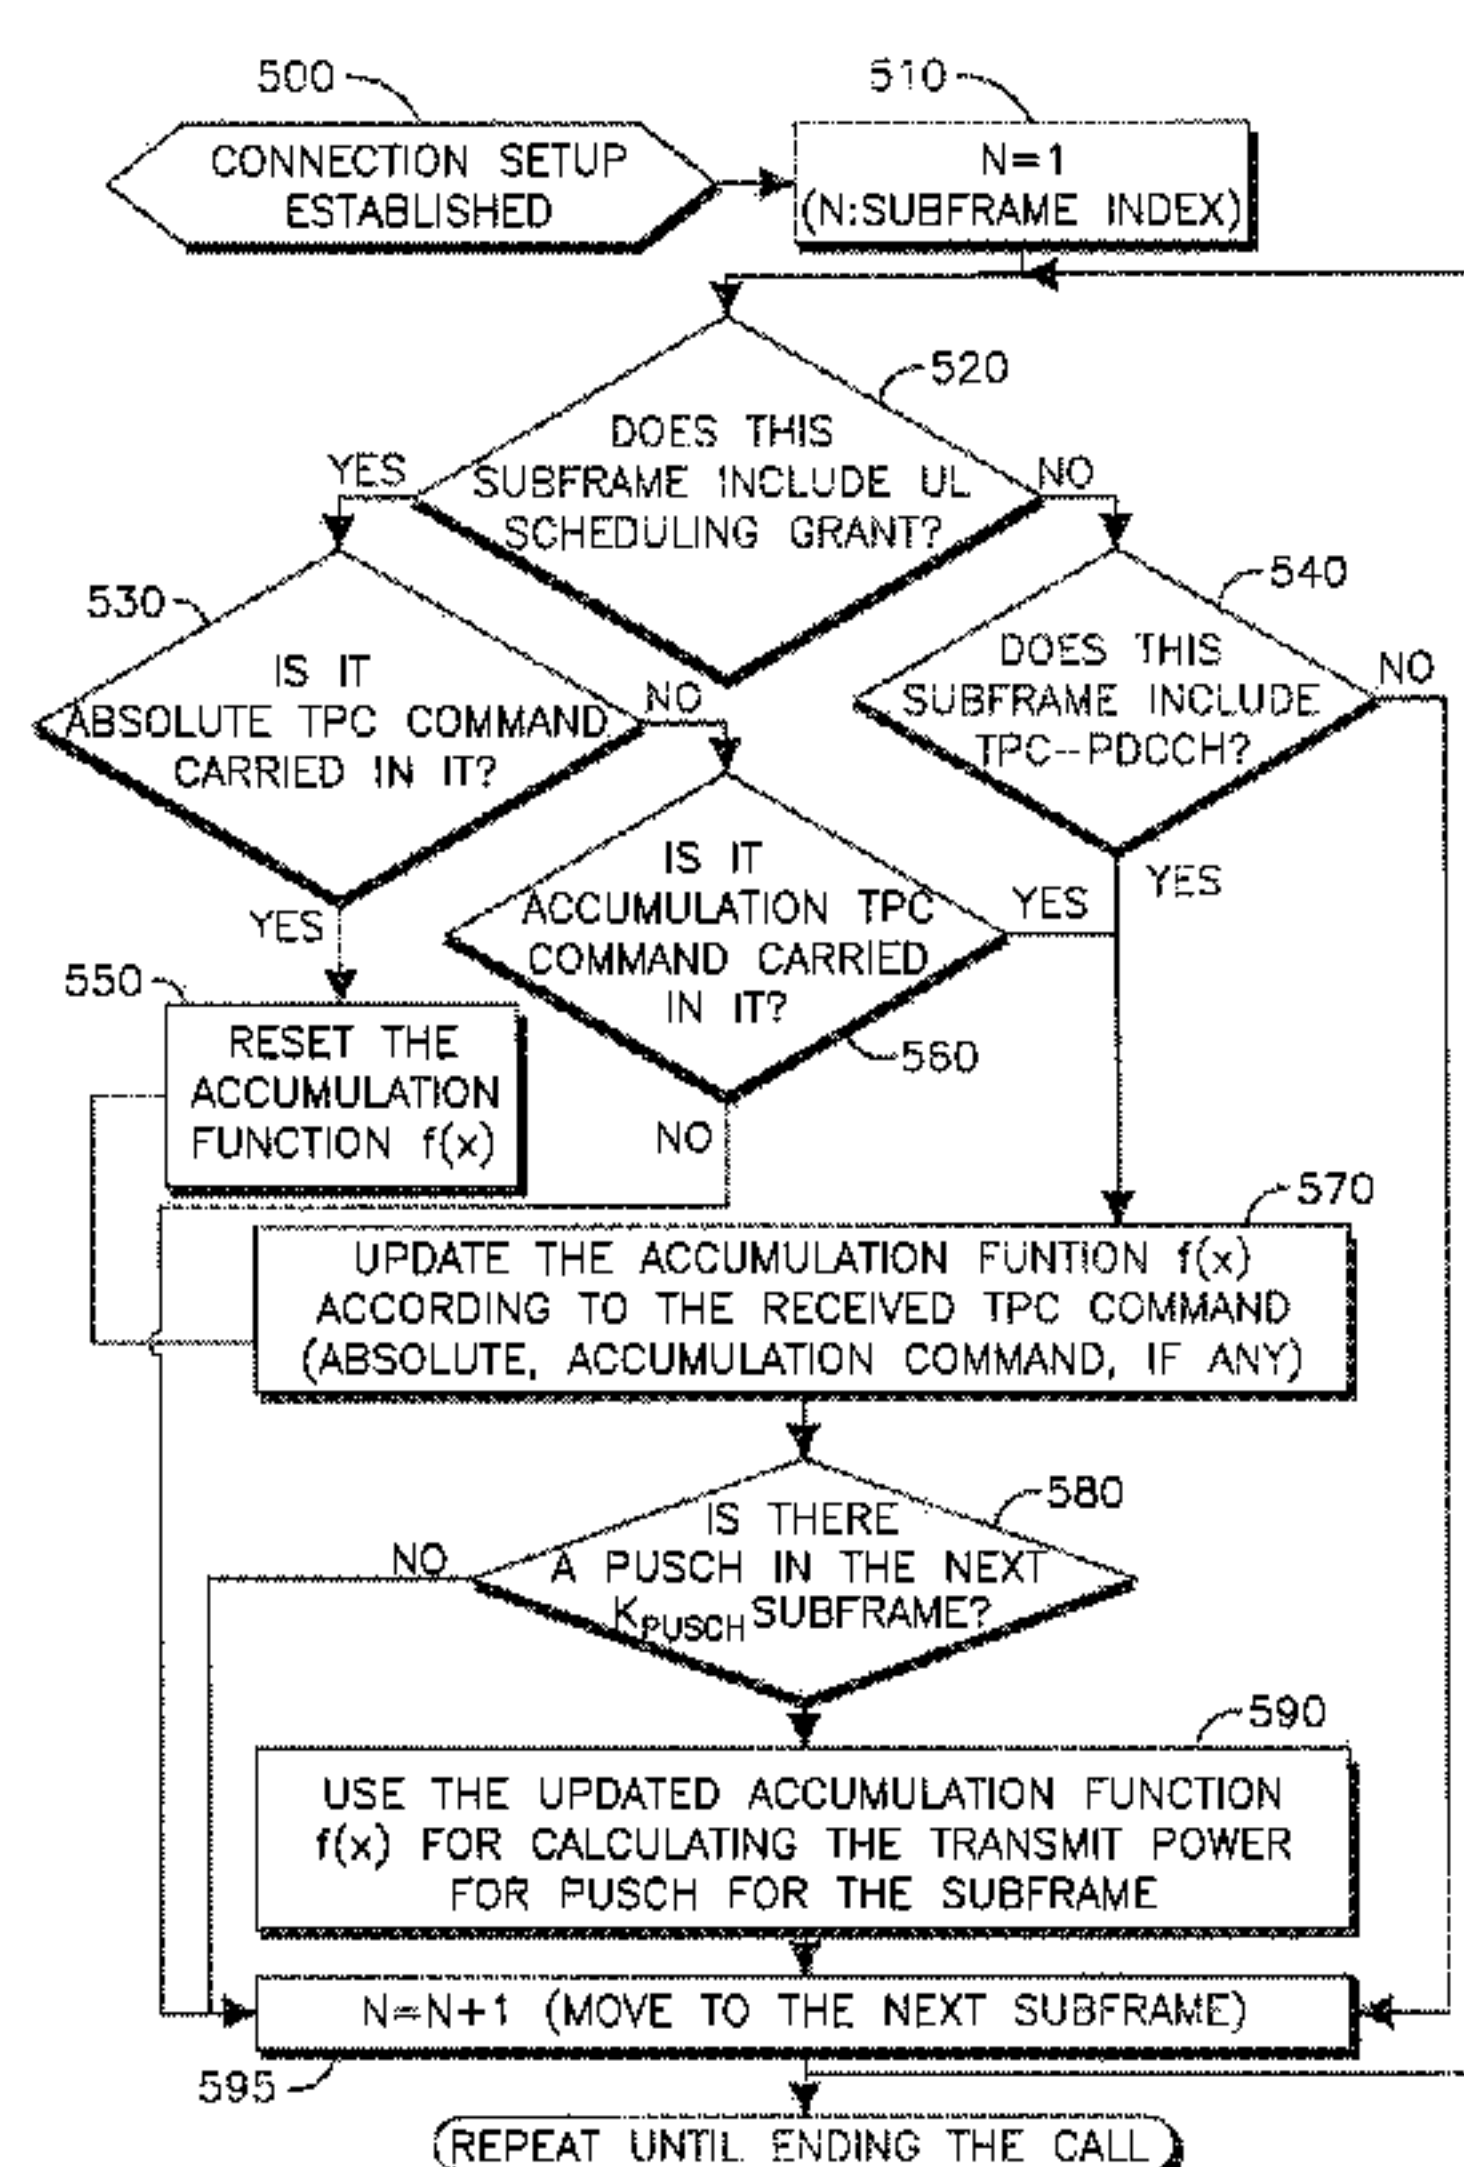 500
CONNECTION SETUP
ESTABLISHED
510
N=1
(N:SUBFRAME INDEX)
520
DOES THIS
SUBFRAME INCLUDE UL
SCHEDULING GRANT?
YES
NO
530
IS IT
ABSOLUTE TPC COMMAND
CARRIED IN IT?
NO
YES
540
DOES THIS
SUBFRAME INCLUDE
TPC--PDCCH?
NO
YES
550
RESET THE
ACCUMULATION
FUNCTION f(x)
IS IT
ACCUMULATION TPC
COMMAND CARRIED
IN IT?
YES
560
NO
570
UPDATE THE ACCUMULATION FUNTION f(x)
ACCORDING TO THE RECEIVED TPC COMMAND
(ABSOLUTE, ACCUMULATION COMMAND, IF ANY)
580
IS THERE
A PUSCH IN THE NEXT
KPUSCH SUBFRAME?
NO
590
USE THE UPDATED ACCUMULATION FUNCTION
f(x) FOR CALCULATING THE TRANSMIT POWER
FOR PUSCH FOR THE SUBFRAME
N=N+1 (MOVE TO THE NEXT SUBFRAME)
595
REPEAT UNTIL ENDING THE CALL